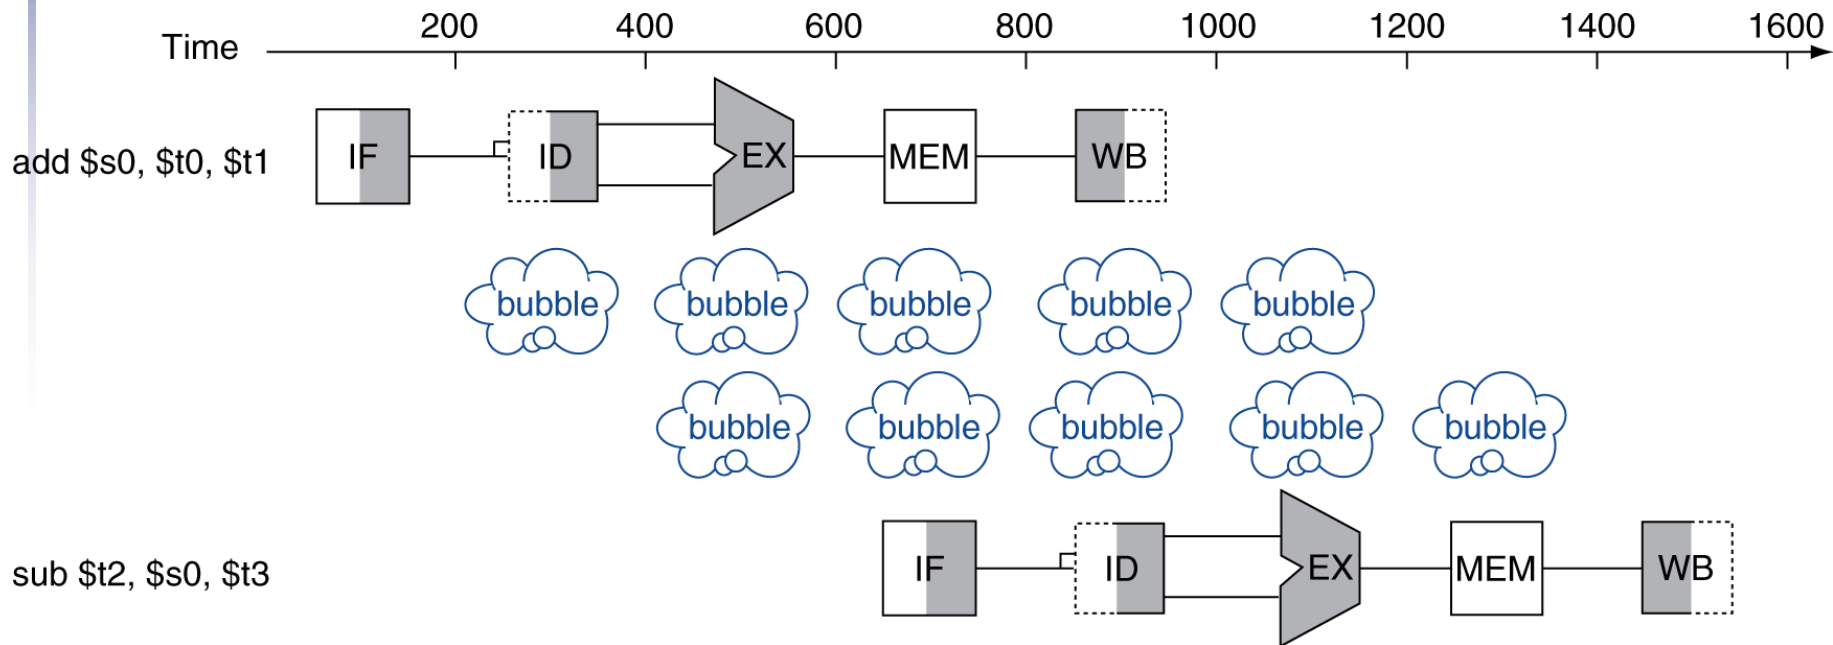 200 400 600 800 1000 1200 1400 1600
Time
add $s0, $t0, $t1 IF ID EX MEM WB
bubble bubble bubble bubble bubble
bubble bubble bubble bubble bubble
sub $t2, $s0, $t3 IF ID EX MEM WB